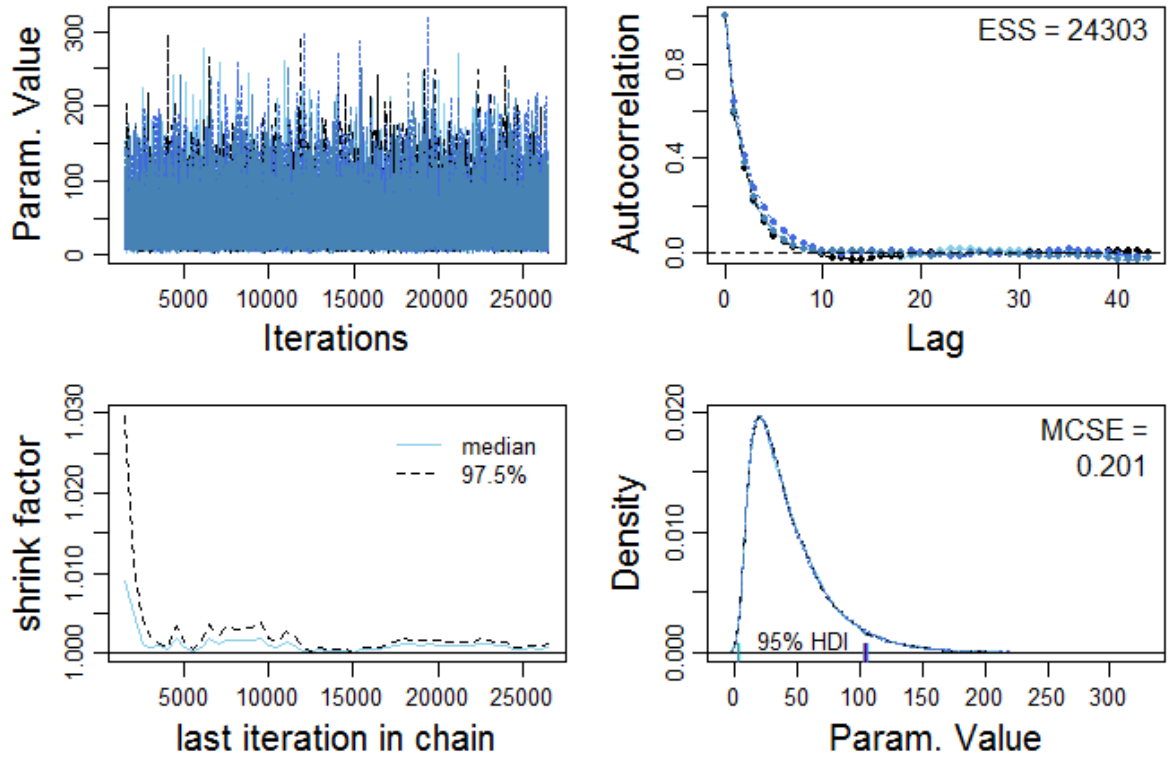 Param. Value
300
200
100
0
5000 10000 15000 20000 25000
Iterations
Autocorrelation
0.8
0.4
0.0
ESS = 24303
0 10 20 30 40
Lag
shrink factor
1.030
1.020
1.010
1.000
median
97.5%
5000 10000 15000 20000 25000
last iteration in chain
Density
0.020
0.010
0.000
MCSE =
0.201
95% HDI
0 50 100 150 200 250 300
Param. Value